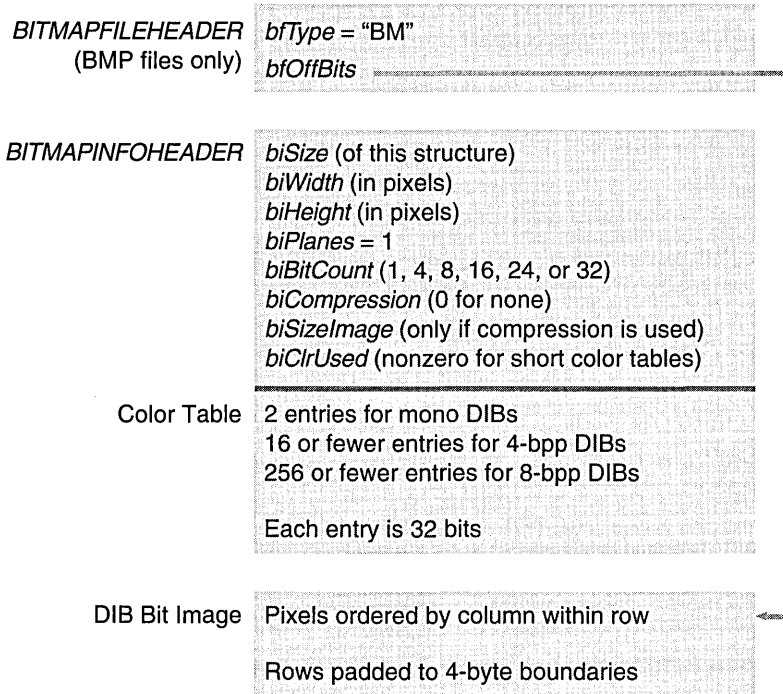 BITMAPFILEHEADER bfType = “BM”
(BMP files only) bfOffBits
BITMAPINFOHEADER biSize (of this structure)
biWidth (in pixels)
biHeight (in pixels)
biPlanes = 1
biBitCount (1, 4, 8, 16, 24, or 32)
biCompression (0 for none)
biSizeImage (only if compression is used)
biClrUsed (nonzero for short color tables)
Color Table 2 entries for mono DIBs
16 or fewer entries for 4-bpp DIBs
256 or fewer entries for 8-bpp DIBs
Each entry is 32 bits
DIB Bit Image Pixels ordered by column within row
Rows padded to 4-byte boundaries